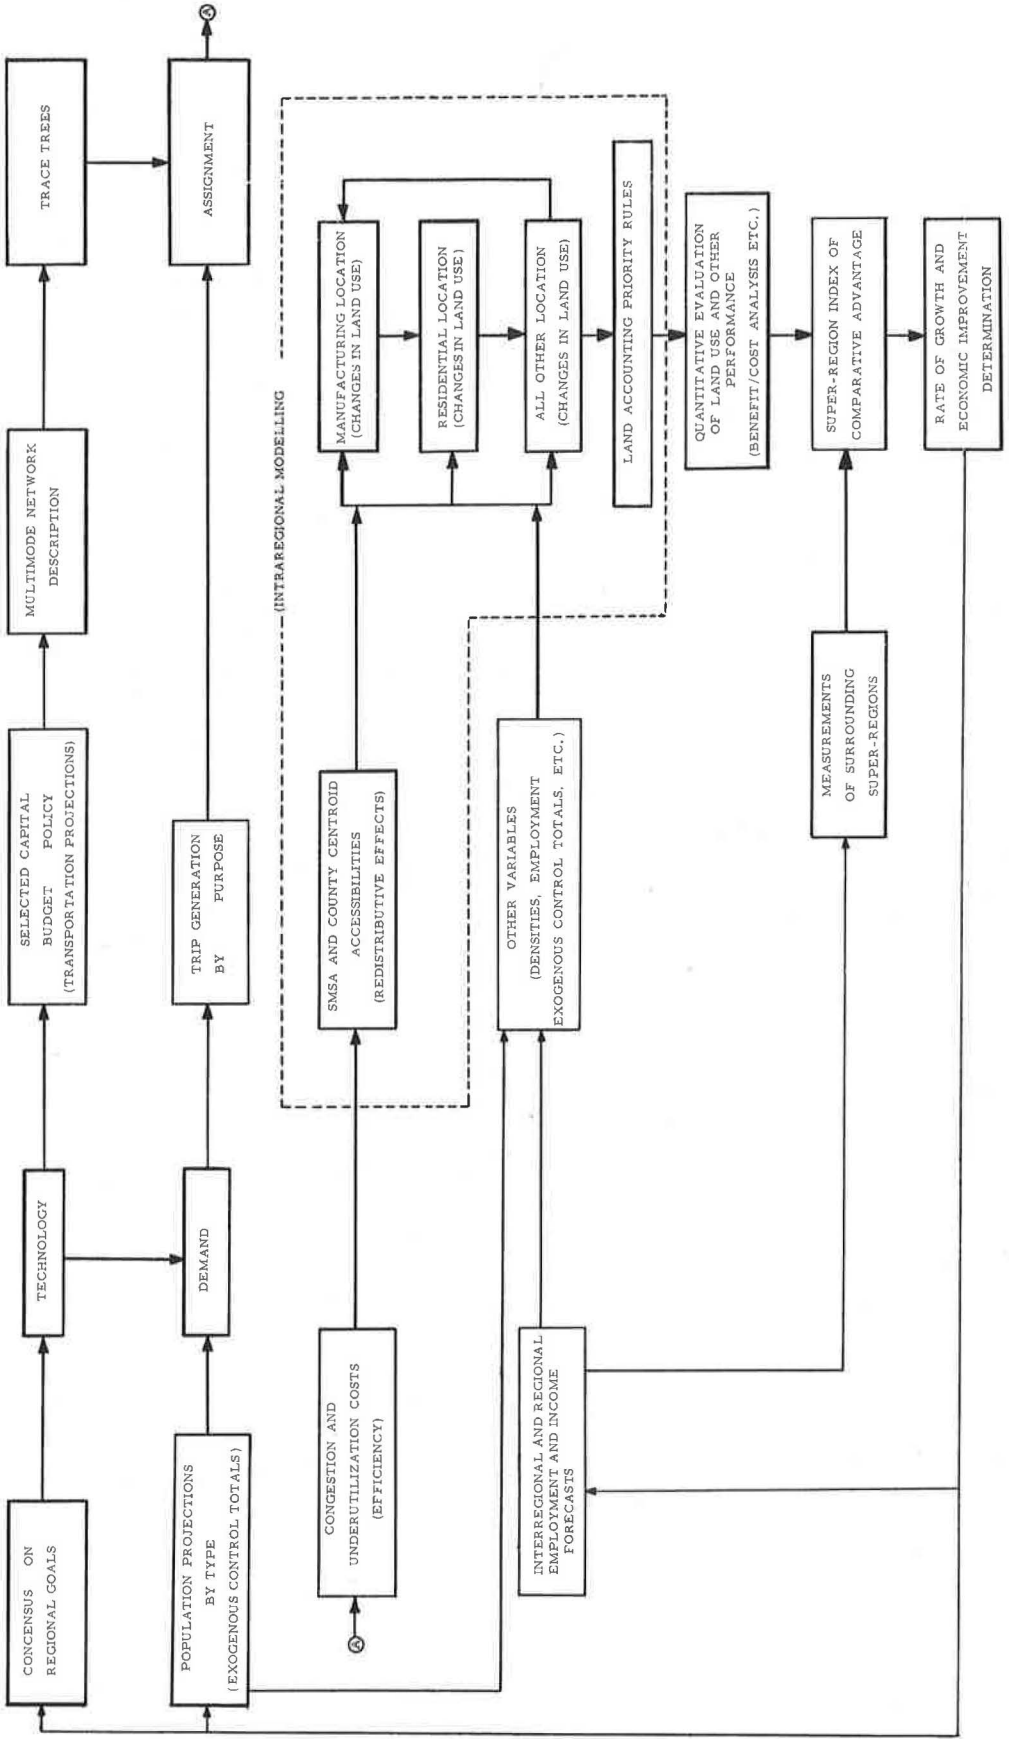 CONCENSUS ON
REGIONAL GOALS
TECHNOLOGY
SELECTED CAPITAL
BUDGET POLICY
(TRANSPORTATION PROJECTIONS)
MULTIMODE NETWORK
DESCRIPTION
TRACE TREES
POPULATION PROJECTIONS
BY TYPE
(EXOGENOUS CONTROL TOTALS)
DEMAND
TRIP GENERATION
BY PURPOSE
ASSIGNMENT
A
(INTRAREGIONAL MODELLING
A
CONGESTION AND
UNDERUTILIZATION COSTS
(EFFICIENCY)
SMSA AND COUNTY CENTROID
ACCESSIBILITIES
(REDISTRIBUTIVE EFFECTS)
MANUFACTURING LOCATION
(CHANGES IN LAND USE)
RESIDENTIAL LOCATION
(CHANGES IN LAND USE)
ALL OTHER LOCATION
(CHANGES IN LAND USE)
LAND ACCOUNTING PRIORITY RULES
INTERREGIONAL AND REGIONAL
EMPLOYMENT AND INCOME
FORECASTS
OTHER VARIABLES
(DENSITIES, EMPLOYMENT
EXOGENOUS CONTROL TOTALS, ETC.)
QUANTITATIVE EVALUATION
OF LAND USE AND OTHER
PERFORMANCE
(BENEFIT/COST ANALYSIS ETC.)
MEASUREMENTS
OF SURROUNDING
SUPER-REGIONS
SUPER-REGION INDEX OF
COMPARATIVE ADVANTAGE
RATE OF GROWTH AND
ECONOMIC IMPROVEMENT
DETERMINATION